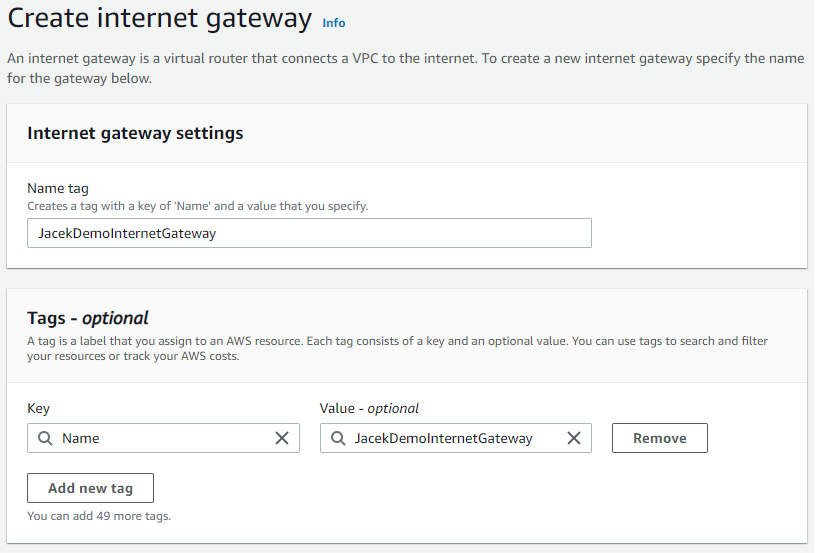 Create internet gateway Info
An internet gateway is a virtual router that connects a VPC to the internet. To create a new internet gateway specify the name
for the gateway below.
Internet gateway settings
Name tag
Creates a tag with a key of 'Name' and a value that you specify.
JacekDemoInternetGateway
Tags - optional
A tag is a label that you assign to an AWS resource. Each tag consists of a key and an optional value. You can use tags to search and filter
your resources or track your AWS costs.
Key Value - optional
Name JacekDemoInternetGateway Remove
Add new tag
You can add 49 more tags.